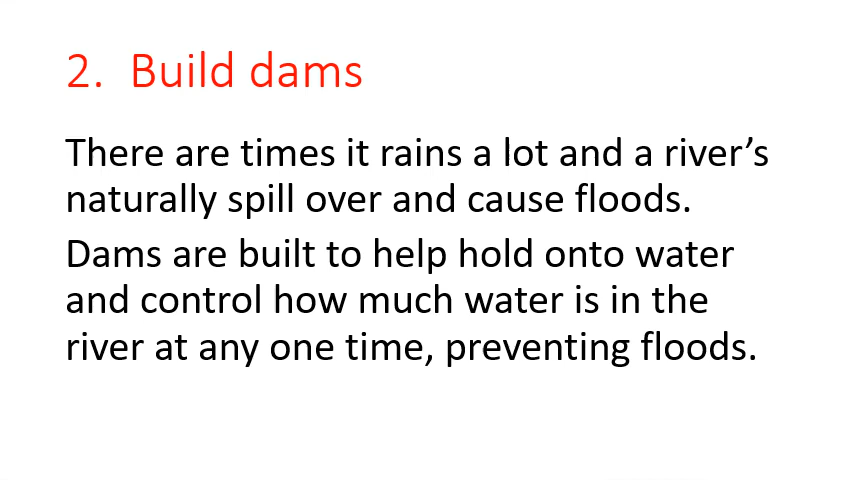 2. Build dams
There are times it rains a lot and a river’s
naturally spill over and cause floods.
Dams are built to help hold onto water
and control how much water is in the
river at any one time, preventing floods.